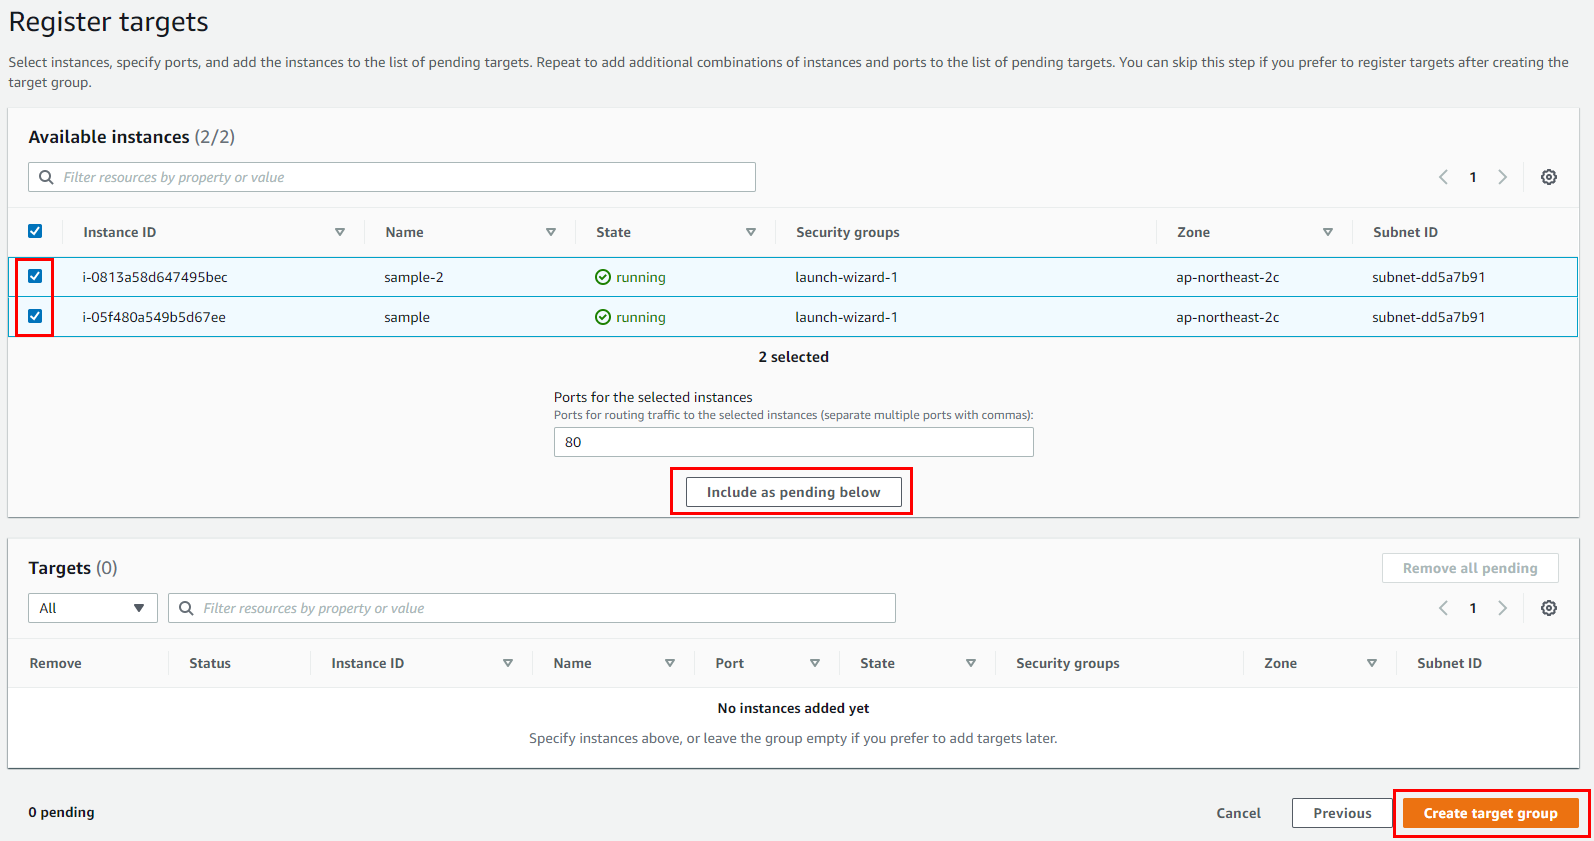 Register targets
Select instances, specify ports, and add the instances to the list of pending targets. Repeat to add additional combinations of instances and ports to the list of pending targets. You can skip this step if you prefer to register targets after creating the
target group.
Available instances (2/2)
Filter resources by property or value
1
Instance ID Name State Security groups Zone Subnet ID
i-0813a58d647495bec sample-2 running launch-wizard-1 ap-northeast-2c subnet-dd5a7b91
i-05f480a549b5d67ee sample running launch-wizard-1 ap-northeast-2c subnet-dd5a7b91
2 selected
Ports for the selected instances
Ports for routing traffic to the selected instances (separate multiple ports with commas):
80
Include as pending below
Targets (0)
Remove all pending
All
Filter resources by property or value
1
Remove Status Instance ID Name Port State Security groups Zone Subnet ID
No instances added yet
Specify instances above, or leave the group empty if you prefer to add targets later.
0 pending
Cancel
Previous
Create target group